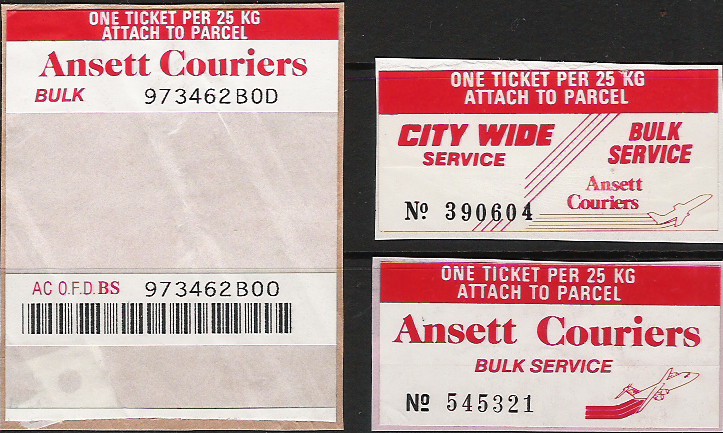 ONE TICKET PER 25 KG
ATTACH TO PARCEL
Ansett Couriers
BULK 973462B0D
AC O.F.D.BS 973462B00
ONE TICKET PER 25 KG
ATTACH TO PARCEL
CITY WIDE
SERVICE
BULK
SERVICE
Ansett
Couriers
Nº 390604
ONE TICKET PER 25 KG
ATTACH TO PARCEL
Ansett Couriers
BULK SERVICE
Nº 545321